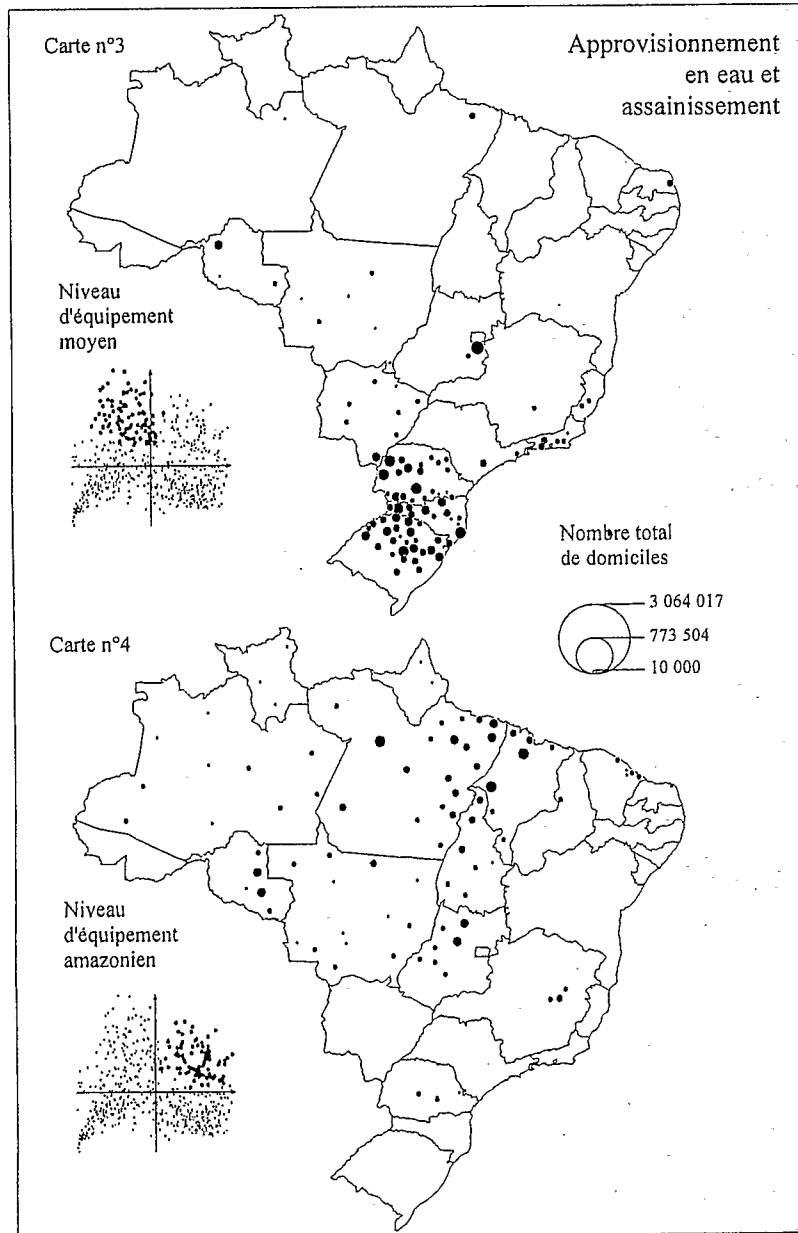 Carte n°3
Approvisionnement
en eau et
assainissement
Niveau
d'équipement
moyen
Nombre total
de domiciles
3 064 017
773 504
10 000
Carte n°4
Niveau
d'équipement
amazonien